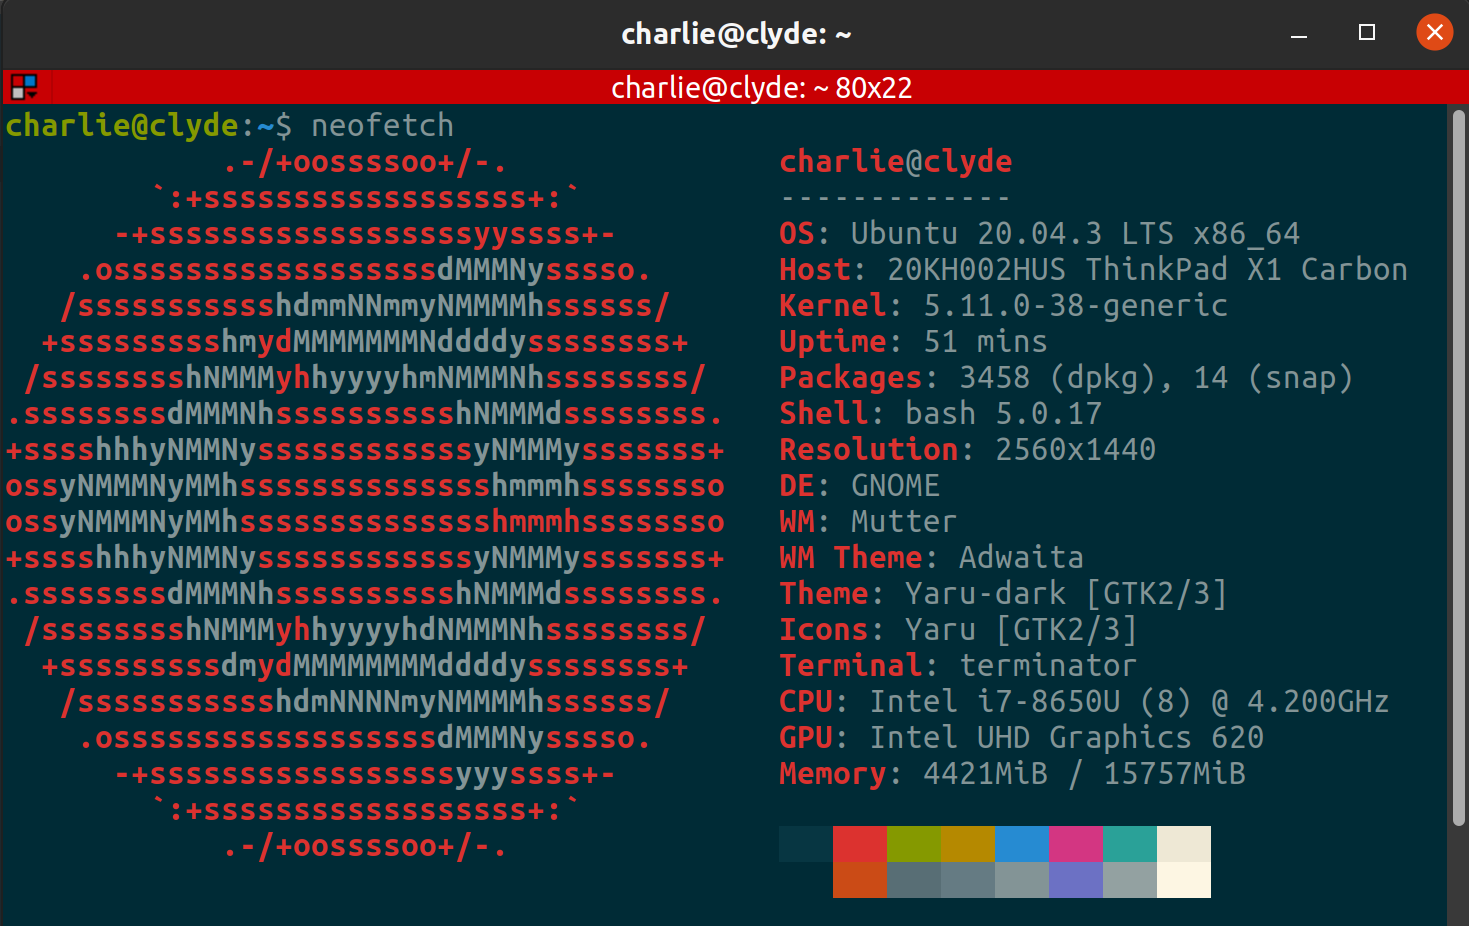 charlie@clyde: ~
charlie@clyde: ~ 80x22
charlie@clyde:~$ neofetch
            .-/+oossssoo+/-.               charlie@clyde
        `:+ssssssssssssssssss+:`           -------------
      -+ssssssssssssssssssyyssss+-         OS: Ubuntu 20.04.3 LTS x86_64
    .ossssssssssssssssssdMMMNysssso.       Host: 20KH002HUS ThinkPad X1 Carbon
   /ssssssssssshdmmNNmmyNMMMMhssssss/      Kernel: 5.11.0-38-generic
  +ssssssssshmydMMMMMMMNddddyssssssss+     Uptime: 51 mins
 /sssssssshNMMMyhhyyyyhmNMMMNhssssssss/    Packages: 3458 (dpkg), 14 (snap)
.ssssssssdMMMNhsssssssssshNMMMdssssssss.   Shell: bash 5.0.17
+sssshhhyNMMNyssssssssssssyNMMMysssssss+   Resolution: 2560x1440
ossyNMMMNyMMhsssssssssssssshmmmhssssssso   DE: GNOME
ossyNMMMNyMMhsssssssssssssshmmmhssssssso   WM: Mutter
+sssshhhyNMMNyssssssssssssyNMMMysssssss+   WM Theme: Adwaita
.ssssssssdMMMNhsssssssssshNMMMdssssssss.   Theme: Yaru-dark [GTK2/3]
 /sssssssshNMMMyhhyyyyhdNMMMNhssssssss/    Icons: Yaru [GTK2/3]
  +sssssssssdmydMMMMMMMMddddyssssssss+     Terminal: terminator
   /ssssssssssshdmNNNNmyNMMMMhssssss/      CPU: Intel i7-8650U (8) @ 4.200GHz
    .ossssssssssssssssssdMMMNysssso.       GPU: Intel UHD Graphics 620
      -+sssssssssssssssssyyyssss+-         Memory: 4421MiB / 15757MiB
        `:+ssssssssssssssssss+:`
            .-/+oossssoo+/-.